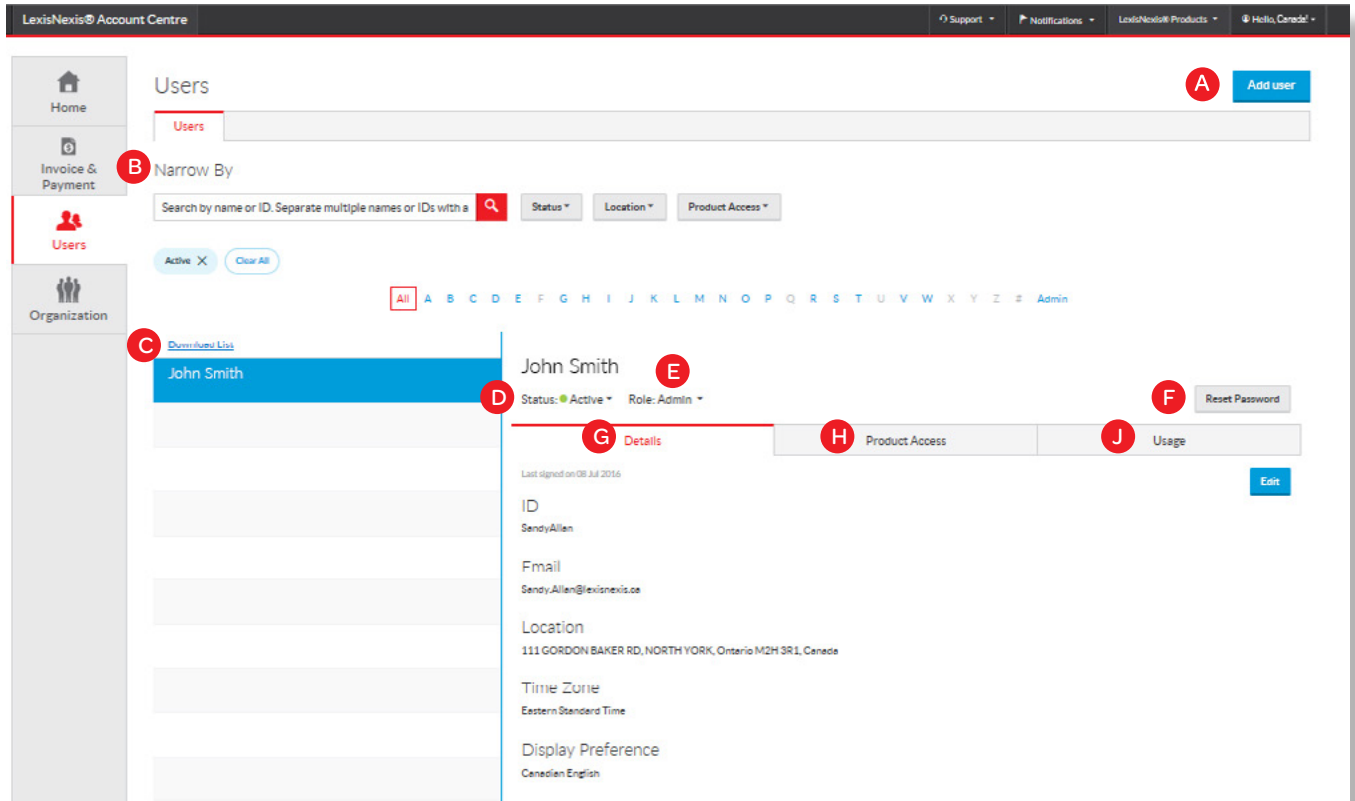 LexisNexis® Account Centre
Support
Notifications
LexisNexis® Products
Hello, Canada!
Home
Invoice &
Payment
Users
Organization
Users
A
Add user
Users
B
Narrow By
Search by name or ID. Separate multiple names or IDs with a
Status
Location
Product Access
Active X
Clear All
All A B C D E F G H I J K L M N O P Q R S T U V W X Y Z # Admin
C
Download List
John Smith
John Smith
D
Status: Active
E
Role: Admin
F
Reset Password
G
Details
H
Product Access
J
Usage
Last signed on 08 Jul 2016
Edit
ID
SandyAllen
Email
Sandy.Allen@lexisnexis.ca
Location
111 GORDON BAKER RD, NORTH YORK, Ontario M2H 3R1, Canada
Time Zone
Eastern Standard Time
Display Preference
Canadian English